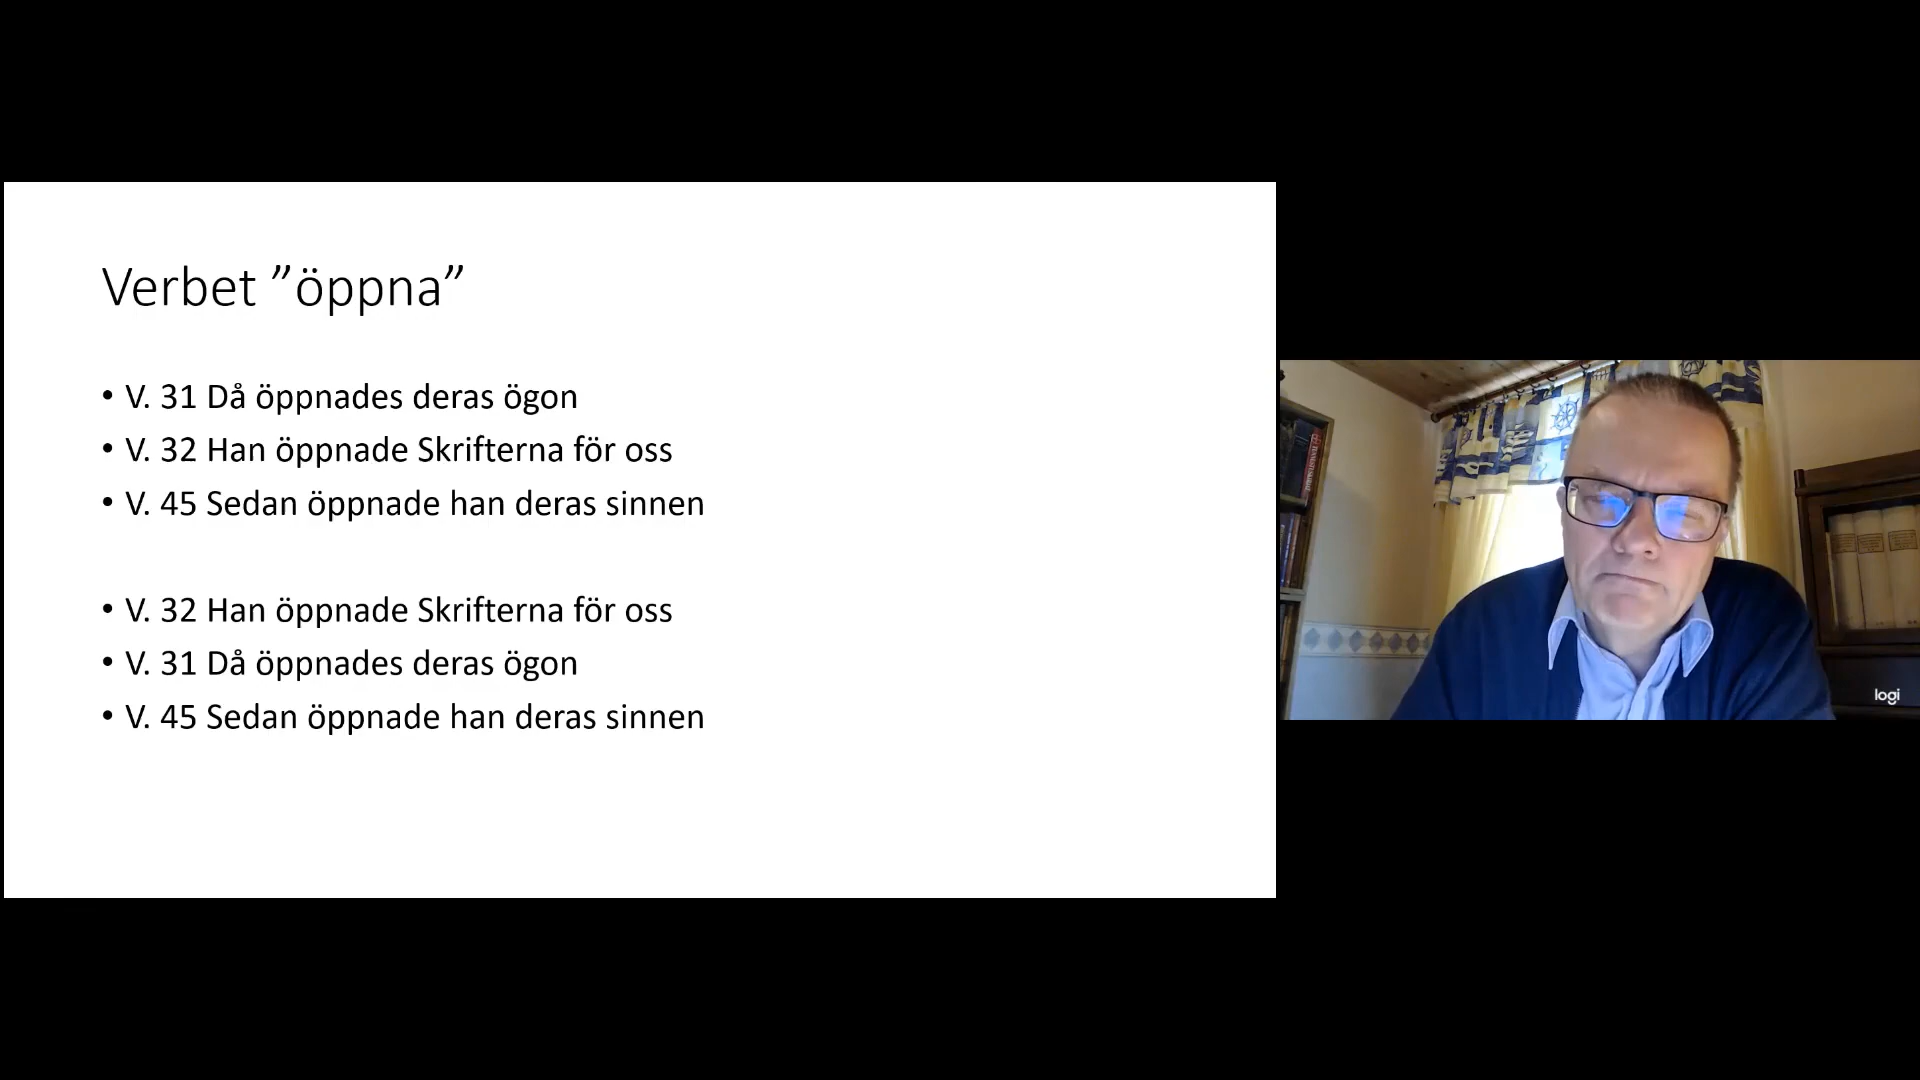 Verbet ”öppna”
• V. 31 Då öppnades deras ögon
• V. 32 Han öppnade Skrifterna för oss
• V. 45 Sedan öppnade han deras sinnen
• V. 32 Han öppnade Skrifterna för oss
• V. 31 Då öppnades deras ögon
• V. 45 Sedan öppnade han deras sinnen
logi